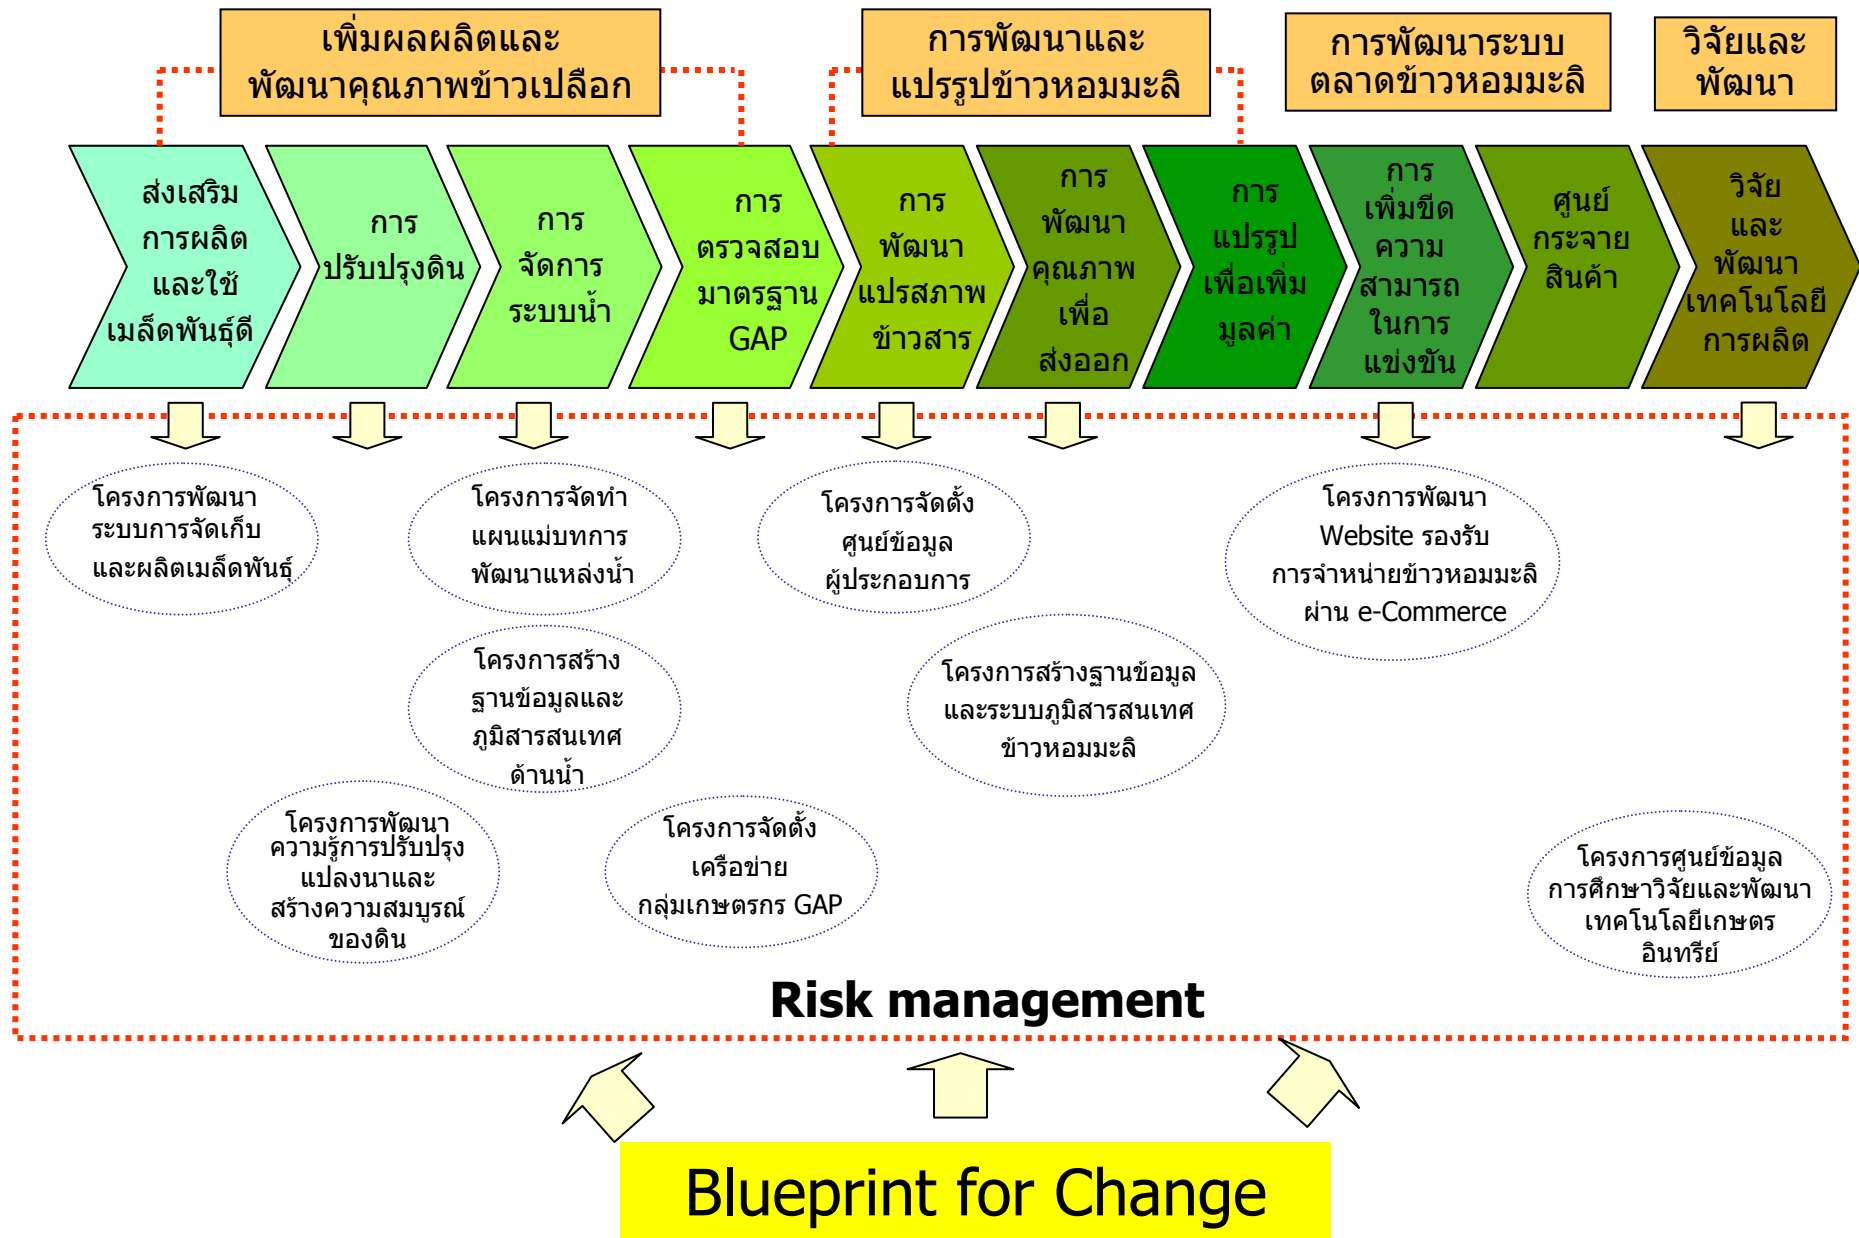 เพิ่มผลผลิตและ
พัฒนาคุณภาพข้าวเปลือก
การพัฒนาและ
แปรรูปข้าวหอมมะลิ
การพัฒนาระบบ
ตลาดข้าวหอมมะลิ
วิจัยและ
พัฒนา
ส่งเสริม
การผลิต
และใช้
เมล็ดพันธุ์ดี
การ
ปรับปรุงดิน
การ
จัดการ
ระบบน้ำ
การ
ตรวจสอบ
มาตรฐาน
GAP
การ
พัฒนา
แปรสภาพ
ข้าวสาร
การ
พัฒนา
คุณภาพ
เพื่อ
ส่งออก
การ
แปรรูป
เพื่อเพิ่ม
มูลค่า
การ
เพิ่มขีด
ความ
สามารถ
ในการ
แข่งขัน
ศูนย์
กระจาย
สินค้า
วิจัย
และ
พัฒนา
เทคโนโลยี
การผลิต
โครงการพัฒนา
ระบบการจัดเก็บ
และผลิตเมล็ดพันธุ์
โครงการจัดทำ
แผนแม่บทการ
พัฒนาแหล่งน้ำ
โครงการจัดตั้ง
ศูนย์ข้อมูล
ผู้ประกอบการ
โครงการพัฒนา
Website รองรับ
การจำหน่ายข้าวหอมมะลิ
ผ่าน e-Commerce
โครงการสร้าง
ฐานข้อมูลและ
ภูมิสารสนเทศ
ด้านน้ำ
โครงการสร้างฐานข้อมูล
และระบบภูมิสารสนเทศ
ข้าวหอมมะลิ
โครงการพัฒนา
ความรู้การปรับปรุง
แปลงนาและ
สร้างความสมบูรณ์
ของดิน
โครงการจัดตั้ง
เครือข่าย
กลุ่มเกษตรกร GAP
โครงการศูนย์ข้อมูล
การศึกษาวิจัยและพัฒนา
เทคโนโลยีเกษตร
อินทรีย์
Risk management
Blueprint for Change